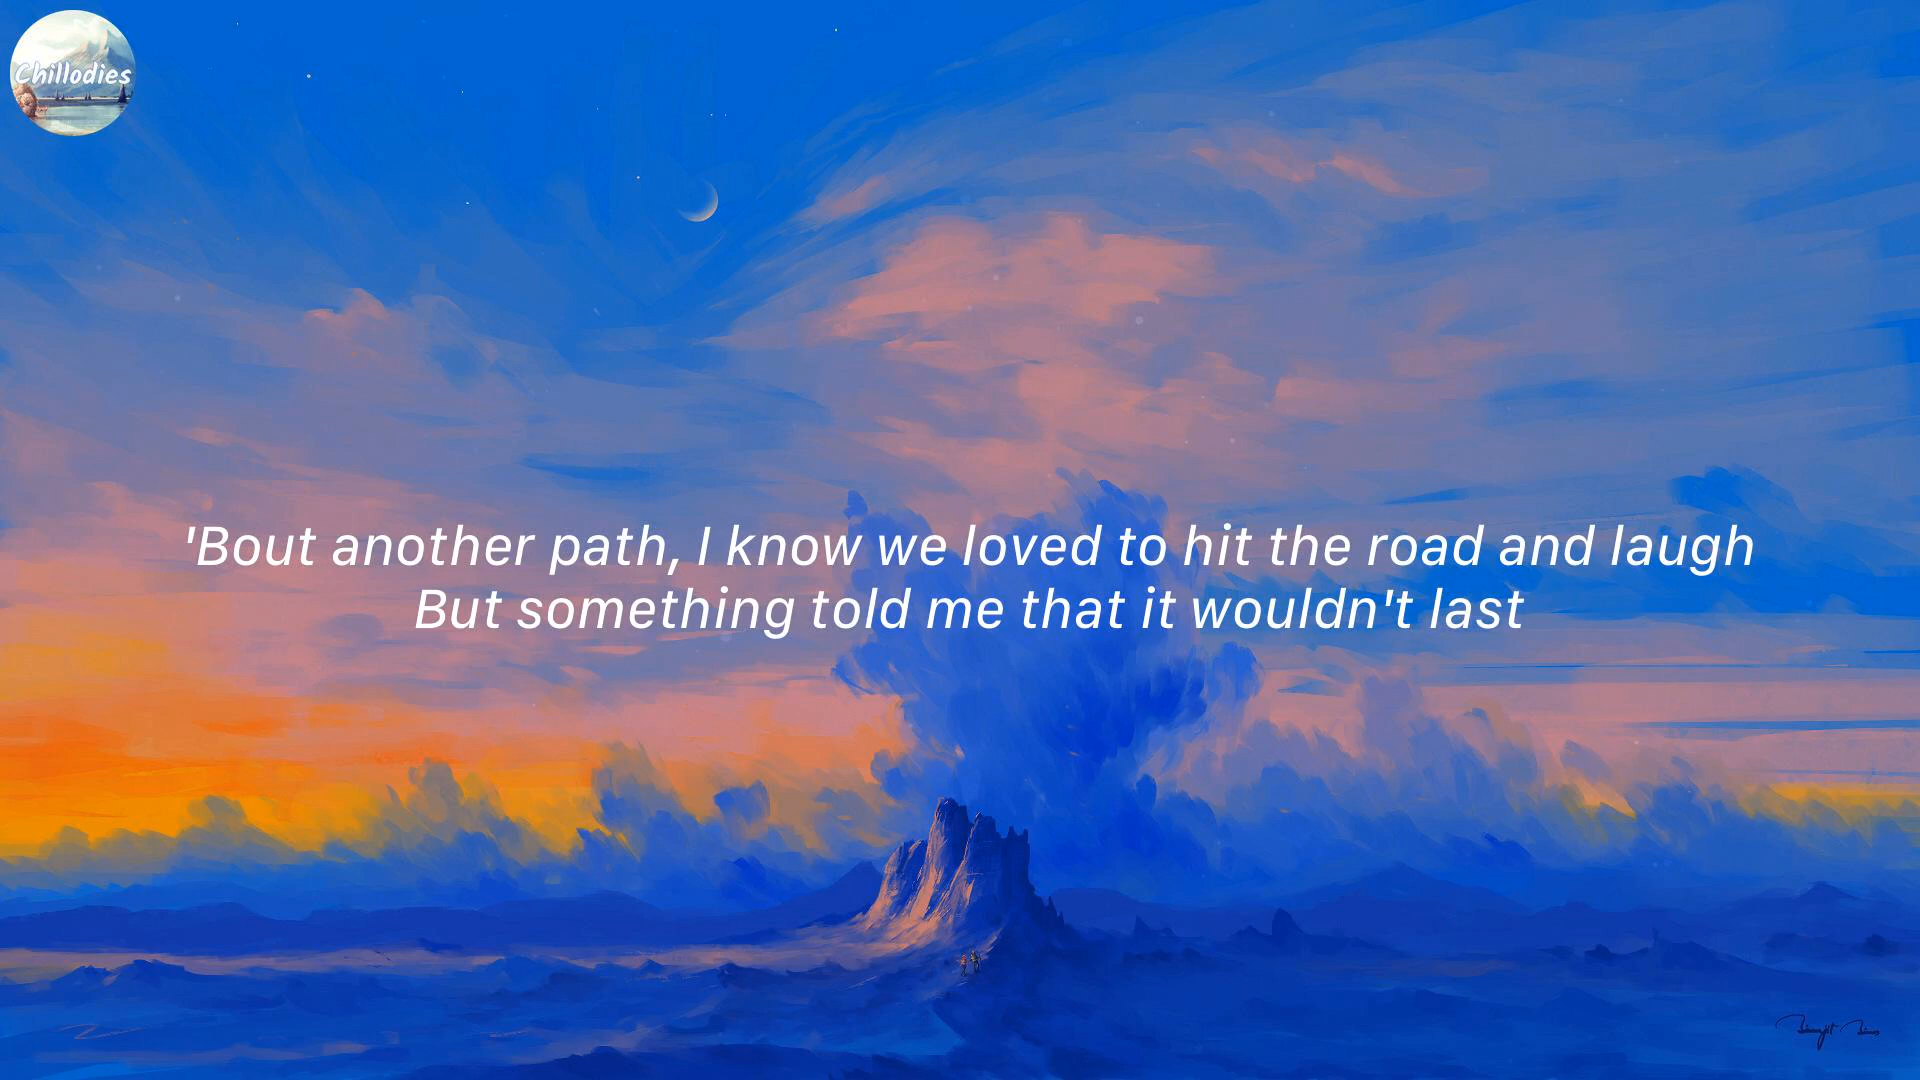 Chillodies
'Bout another path, I know we loved to hit the road and laugh
But something told me that it wouldn't last